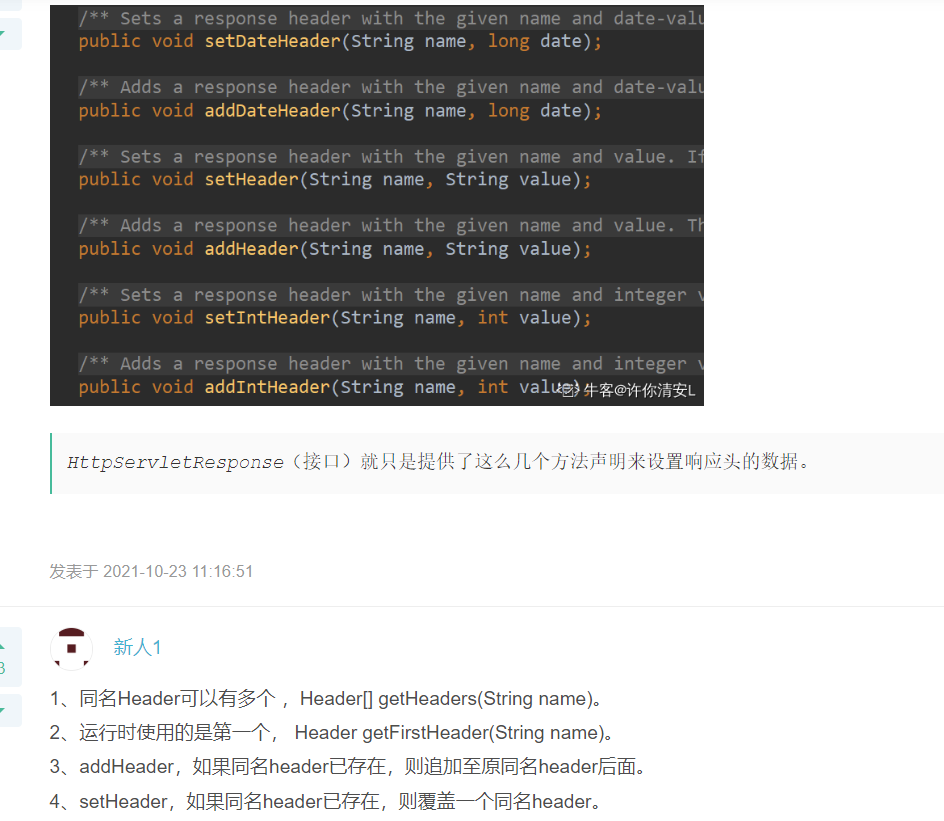 /** Sets a response header with the given name and date-valu
public void setDateHeader(String name, long date);
/** Adds a response header with the given name and date-valu
public void addDateHeader(String name, long date);
/** Sets a response header with the given name and value. If
public void setHeader(String name, String value);
/** Adds a response header with the given name and value. Th
public void addHeader(String name, String value);
/** Sets a response header with the given name and integer v
public void setIntHeader(String name, int value);
/** Adds a response header with the given name and integer v
public void addIntHeader(String name, int value);
牛客@许你清安L
HttpServletResponse（接口）就只是提供了这么几个方法声明来设置响应头的数据。
发表于 2021-10-23 11:16:51
新人1
3
1、同名Header可以有多个 ，Header[] getHeaders(String name)。
2、运行时使用的是第一个， Header getFirstHeader(String name)。
3、addHeader，如果同名header已存在，则追加至原同名header后面。
4、setHeader，如果同名header已存在，则覆盖一个同名header。